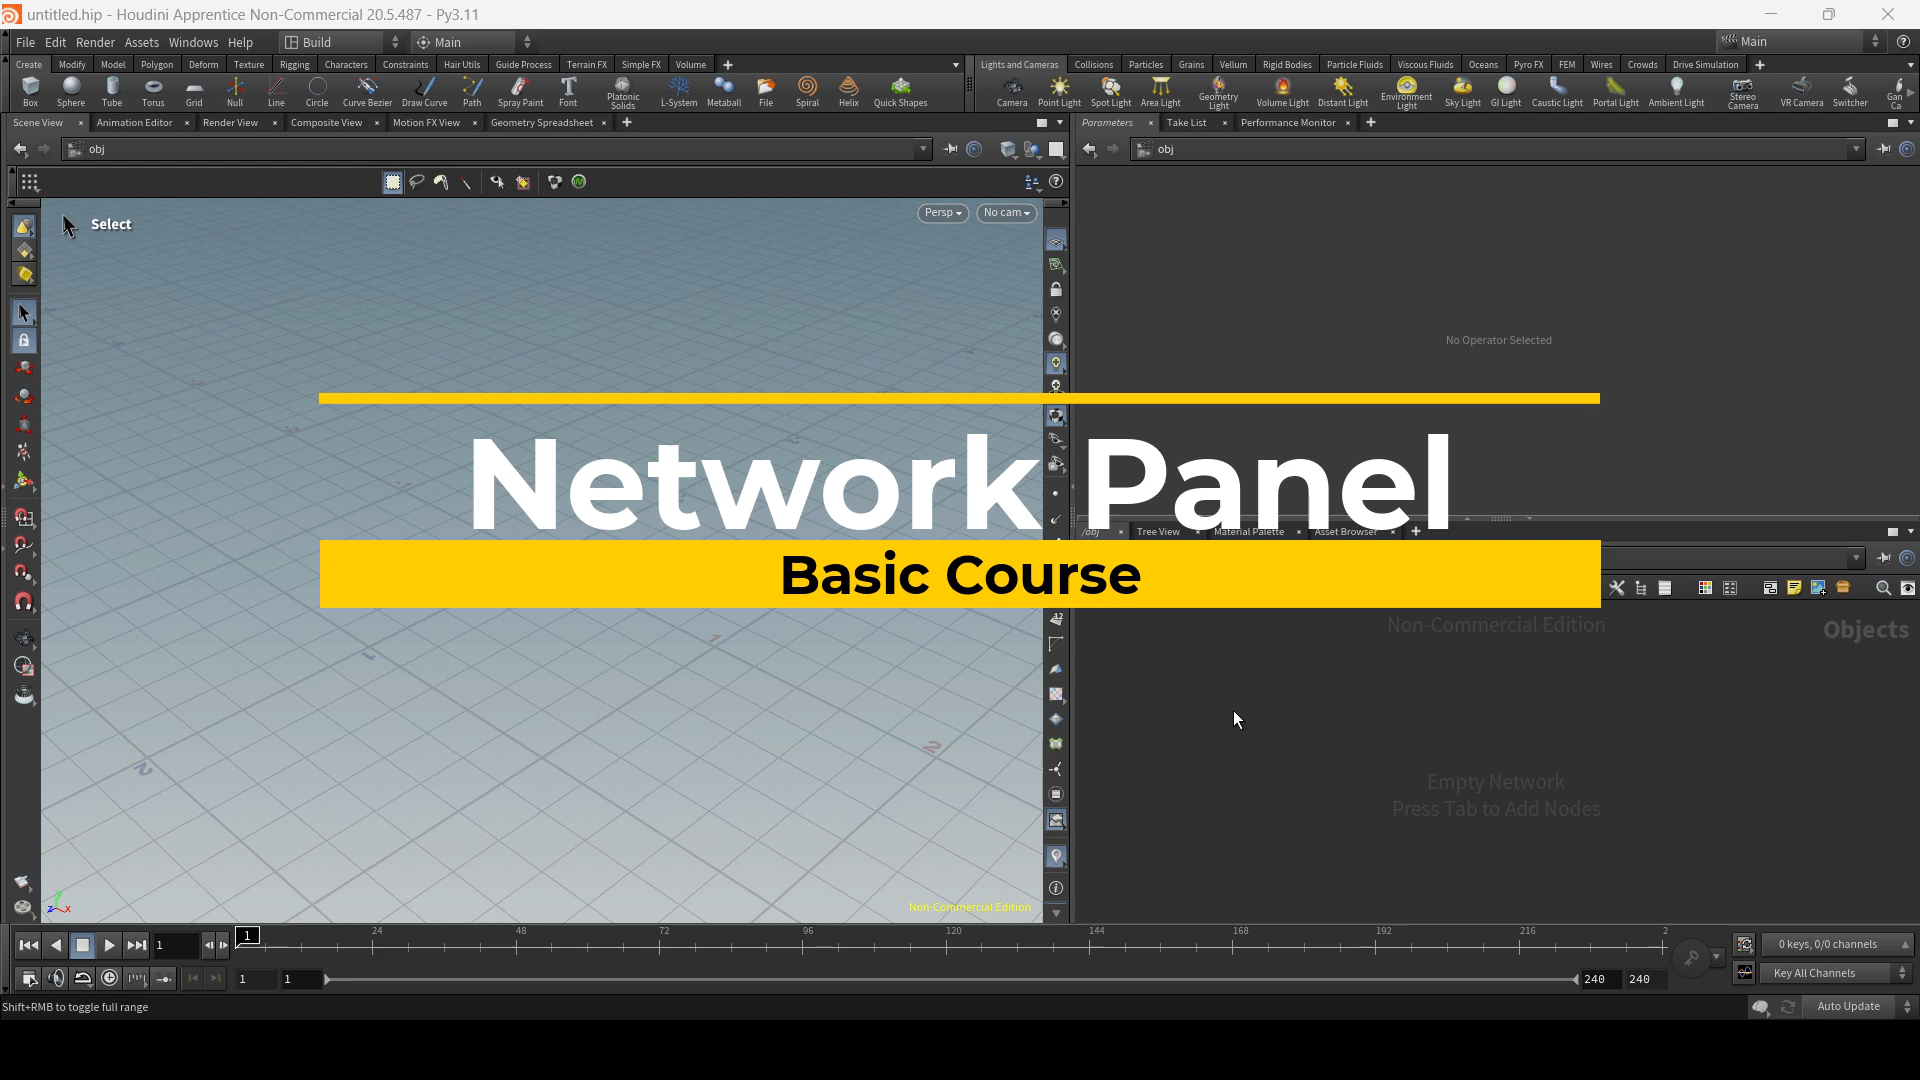 untitled.hip - Houdini Apprentice Non-Commercial 20.5.487 - Py3.11
File Edit Render Assets Windows Help Build Main Main
Create Modify Model Polygon Deform Texture Rigging Characters Constraints Hair Utils Guide Process Terrain FX Simple FX Volume
Lights and Cameras Collisions Particles Grains Vellum Rigid Bodies Particle Fluids Viscous Fluids Oceans Pyro FX FEM Wires Crowds Drive Simulation
Box Sphere Tube Torus Grid Null Line Circle Curve Bezier Draw Curve Path Spray Paint Font Platonic Solids L-System Metaball File Spiral Helix Quick Shapes
Camera Point Light Spot Light Area Light Geometry Light Volume Light Distant Light Environment Light Sky Light GI Light Caustic Light Portal Light Ambient Light Stereo Camera VR Camera Switcher
Scene View Animation Editor Render View Composite View Motion FX View Geometry Spreadsheet
Parameters Take List Performance Monitor
obj
obj
Select
Persp No cam
No Operator Selected
Network Panel
/obj Tree View Material Palette Asset Browser
Basic Course
Non-Commercial Edition
Objects
Empty Network
Press Tab to Add Nodes
Non-Commercial Edition
1 1 24 48 72 96 120 144 168 192 216 2
0 keys, 0/0 channels
1 1 240 240
Key All Channels
Shift+RMB to toggle full range
Auto Update